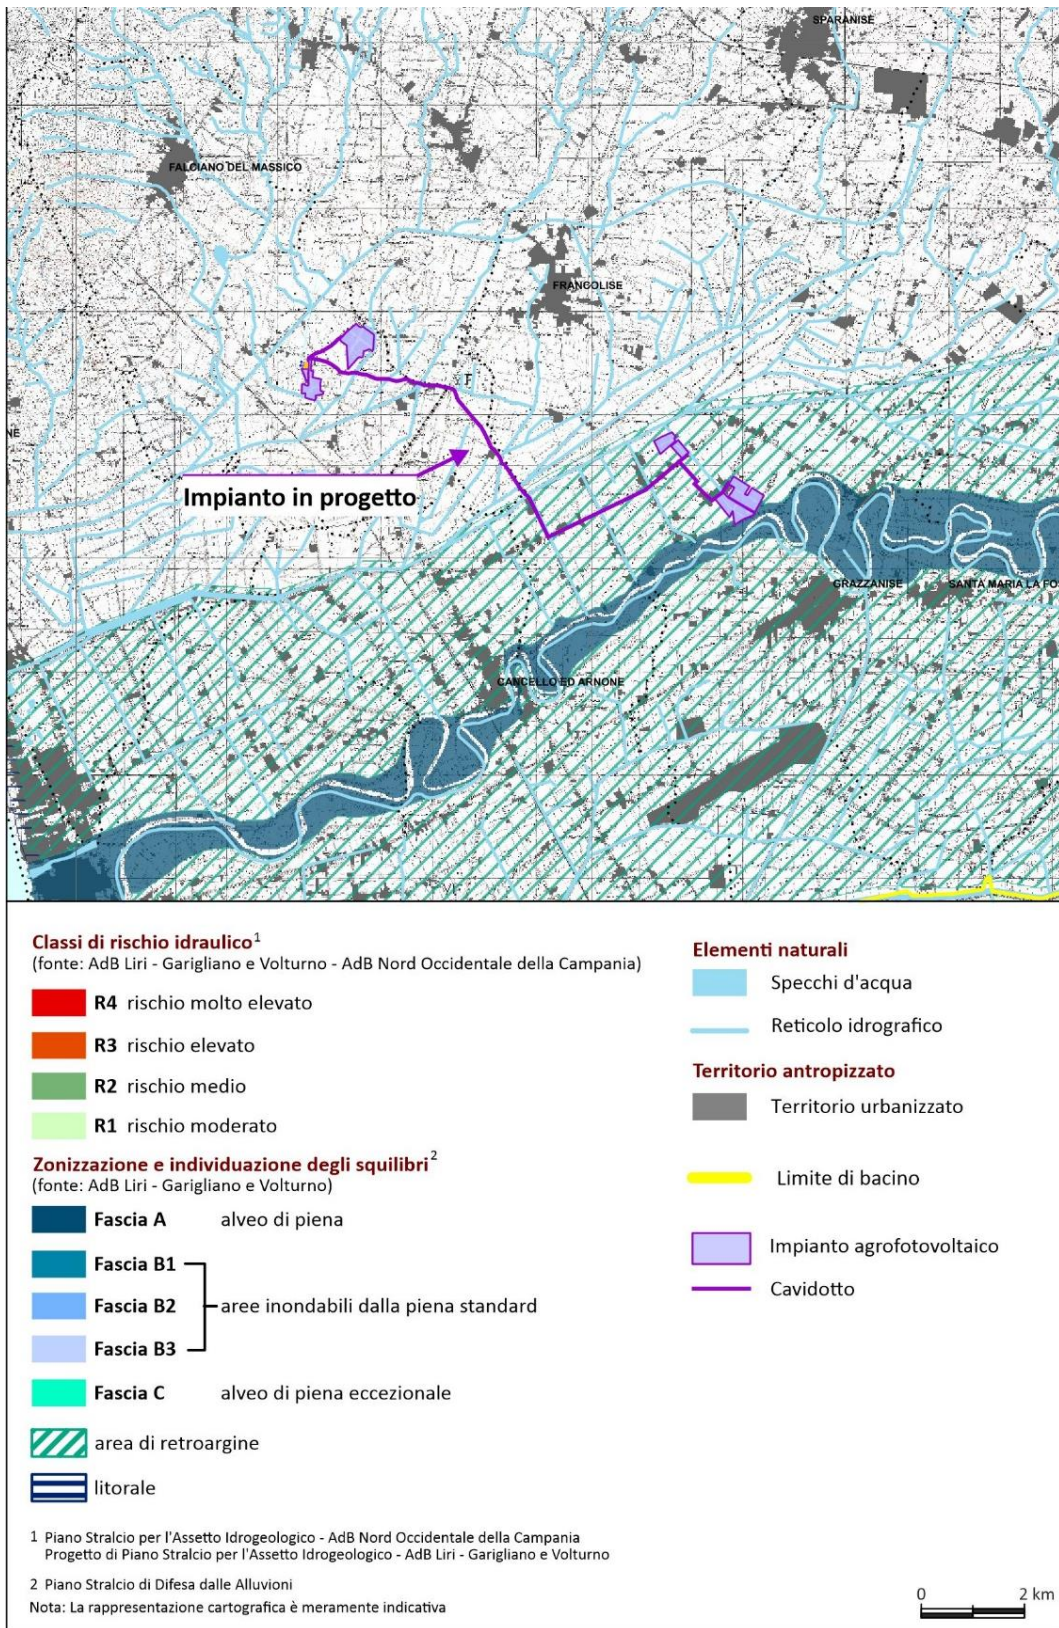 SPARANISE
FALCIANO DEL MASSICO
FRANCOLISE
NE
Impianto in progetto
GRAZZANISE
SANTA MARIA LA FOS
CANCELLO ED ARNONE
Classi di rischio idraulico 1
(fonte: AdB Liri - Garigliano e Volturno - AdB Nord Occidentale della Campania)
R4 rischio molto elevato
R3 rischio elevato
R2 rischio medio
R1 rischio moderato
Zonizzazione e individuazione degli squilibri 2
(fonte: AdB Liri - Garigliano e Volturno)
Fascia A alveo di piena
Fascia B1
Fascia B2 aree inondabili dalla piena standard
Fascia B3
Fascia C alveo di piena eccezionale
area di retroargine
litorale
Elementi naturali
Specchi d'acqua
Reticolo idrografico
Territorio antropizzato
Territorio urbanizzato
Limite di bacino
Impianto agrofotovoltaico
Cavidotto
1 Piano Stralcio per l'Assetto Idrogeologico - AdB Nord Occidentale della Campania
Progetto di Piano Stralcio per l'Assetto Idrogeologico - AdB Liri - Garigliano e Volturno
2 Piano Stralcio di Difesa dalle Alluvioni
Nota: La rappresentazione cartografica è meramente indicativa
0 2 km